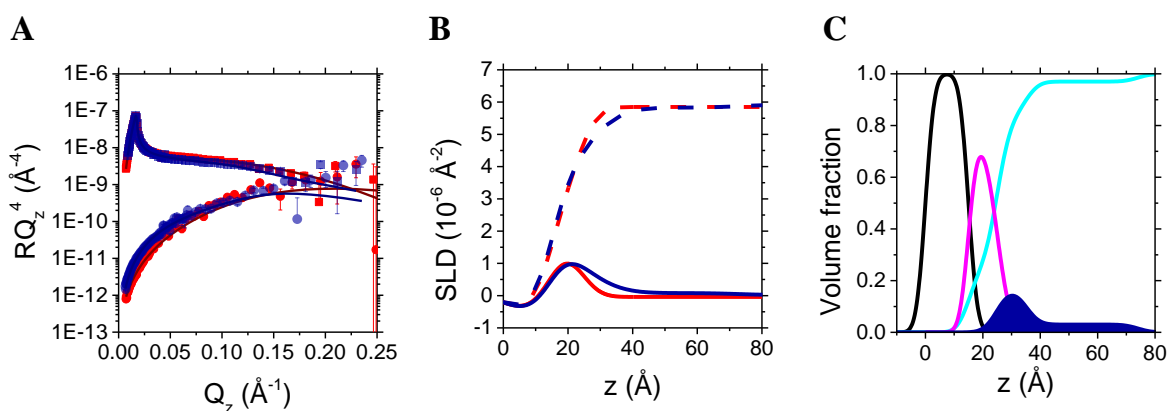 A
B
C
1E-6
1E-7
1E-8
1E-9
1E-10
1E-11
1E-12
1E-13
RQz4 (Å-4)
0.00 0.05 0.10 0.15 0.20 0.25
Qz (Å-1)
7
6
5
4
3
2
1
0
-1
SLD (10-6 Å-2)
0 20 40 60 80
z (Å)
1.0
0.8
0.6
0.4
0.2
0.0
Volume fraction
0 20 40 60 80
z (Å)